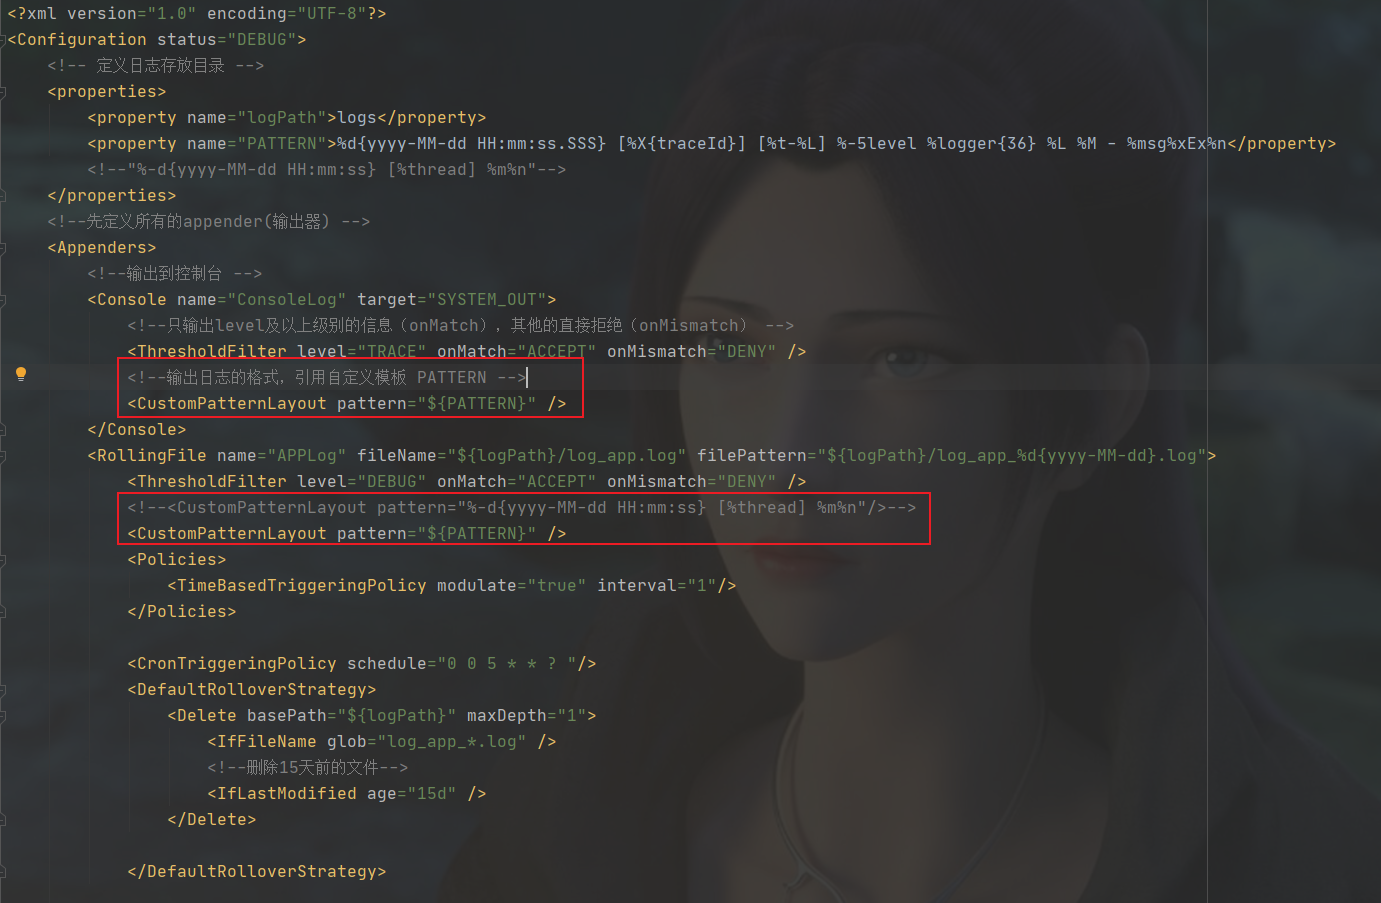 <?xml version="1.0" encoding="UTF-8"?>
<Configuration status="DEBUG">
    <!-- 定义日志存放目录 -->
    <properties>
        <property name="logPath">logs</property>
        <property name="PATTERN">%d{yyyy-MM-dd HH:mm:ss.SSS} [%X{traceId}] [%t-%L] %-5level %logger{36} %L %M - %msg%xEx%n</property>
        <!--"%-d{yyyy-MM-dd HH:mm:ss} [%thread] %m%n"-->
    </properties>
    <!--先定义所有的appender(输出器) -->
    <Appenders>
        <!--输出到控制台 -->
        <Console name="ConsoleLog" target="SYSTEM_OUT">
            <!--只输出level及以上级别的信息（onMatch），其他的直接拒绝（onMismatch） -->
            <ThresholdFilter level="TRACE" onMatch="ACCEPT" onMismatch="DENY" />
            <!--输出日志的格式，引用自定义模板 PATTERN -->
            <CustomPatternLayout pattern="${PATTERN}" />
        </Console>
        <RollingFile name="APPLog" fileName="${logPath}/log_app.log" filePattern="${logPath}/log_app_%d{yyyy-MM-dd}.log">
            <ThresholdFilter level="DEBUG" onMatch="ACCEPT" onMismatch="DENY" />
            <!--<CustomPatternLayout pattern="%-d{yyyy-MM-dd HH:mm:ss} [%thread] %m%n"/>-->
            <CustomPatternLayout pattern="${PATTERN}" />
            <Policies>
                <TimeBasedTriggeringPolicy modulate="true" interval="1"/>
            </Policies>
            <CronTriggeringPolicy schedule="0 0 5 * * ? "/>
            <DefaultRolloverStrategy>
                <Delete basePath="${logPath}" maxDepth="1">
                    <IfFileName glob="log_app_*.log" />
                    <!--删除15天前的文件-->
                    <IfLastModified age="15d" />
                </Delete>
            </DefaultRolloverStrategy>